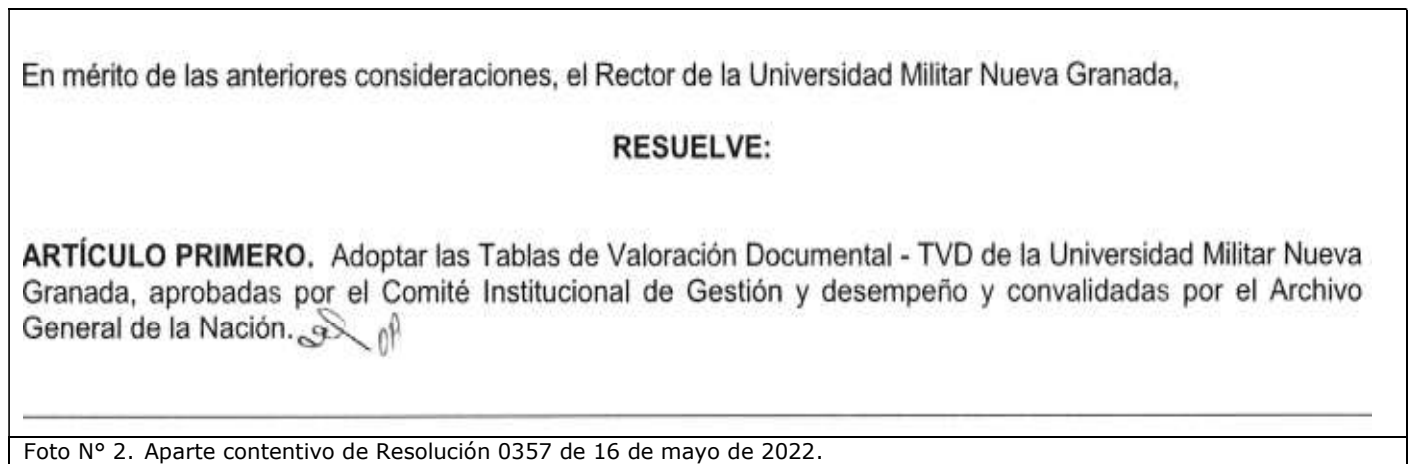 En mérito de las anteriores consideraciones, el Rector de la Universidad Militar Nueva Granada,
RESUELVE:
ARTÍCULO PRIMERO. Adoptar las Tablas de Valoración Documental - TVD de la Universidad Militar Nueva
Granada, aprobadas por el Comité Institucional de Gestión y desempeño y convalidadas por el Archivo
General de la Nación.
Foto N° 2. Aparte contentivo de Resolución 0357 de 16 de mayo de 2022.